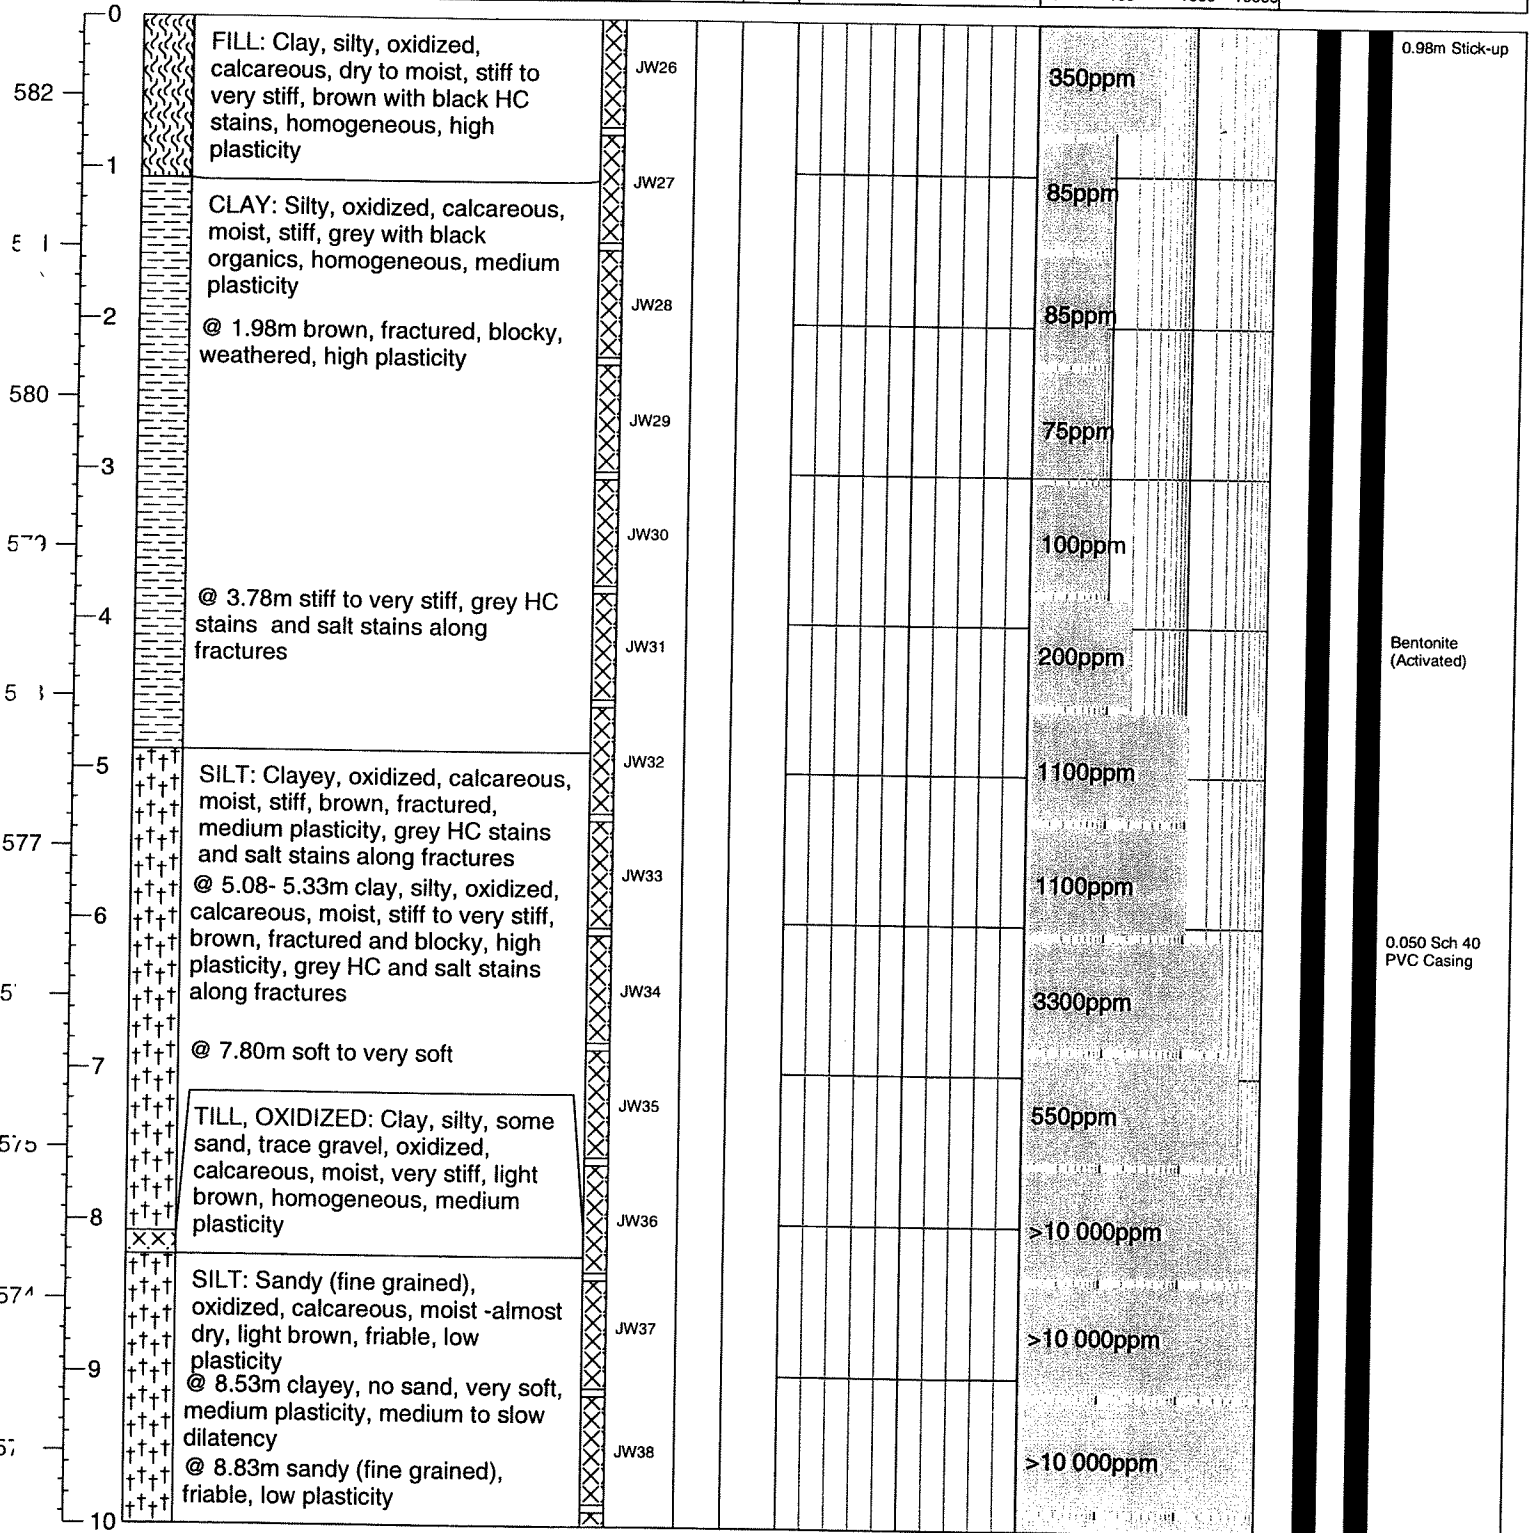 0
582
1
2
580
3
4
5
577
6
7
8
9
10
FILL: Clay, silty, oxidized,
calcareous, dry to moist, stiff to
very stiff, brown with black HC
stains, homogeneous, high
plasticity
CLAY: Silty, oxidized, calcareous,
moist, stiff, grey with black
organics, homogeneous, medium
plasticity
@ 1.98m brown, fractured, blocky,
weathered, high plasticity
@ 3.78m stiff to very stiff, grey HC
stains and salt stains along
fractures
SILT: Clayey, oxidized, calcareous,
moist, stiff, brown, fractured,
medium plasticity, grey HC stains
and salt stains along fractures
@ 5.08- 5.33m clay, silty, oxidized,
calcareous, moist, stiff to very stiff,
brown, fractured and blocky, high
plasticity, grey HC and salt stains
along fractures
@ 7.80m soft to very soft
TILL, OXIDIZED: Clay, silty, some
sand, trace gravel, oxidized,
calcareous, moist, very stiff, light
brown, homogeneous, medium
plasticity
SILT: Sandy (fine grained),
oxidized, calcareous, moist -almost
dry, light brown, friable, low
plasticity
@ 8.53m clayey, no sand, very soft,
medium plasticity, medium to slow
dilatency
@ 8.83m sandy (fine grained),
friable, low plasticity
JW26
JW27
JW28
JW29
JW30
JW31
JW32
JW33
JW34
JW35
JW36
JW37
JW38
350ppm
85ppm
85ppm
75ppm
100ppm
200ppm
1100ppm
1100ppm
3300ppm
550ppm
>10 000ppm
>10 000ppm
>10 000ppm
0.98m Stick-up
Bentonite
(Activated)
0.050 Sch 40
PVC Casing